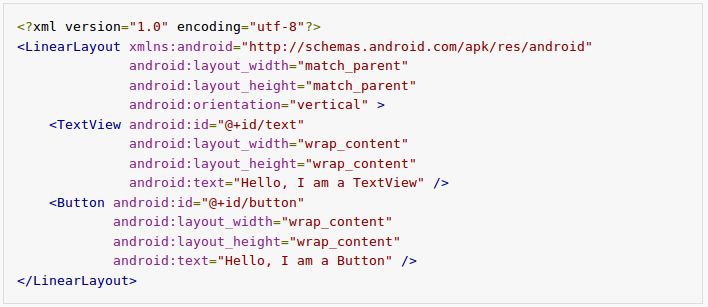 <?xml version="1.0" encoding="utf-8"?>
<LinearLayout xmlns:android="http://schemas.android.com/apk/res/android"
              android:layout_width="match_parent"
              android:layout_height="match_parent"
              android:orientation="vertical" >
    <TextView android:id="@+id/text"
              android:layout_width="wrap_content"
              android:layout_height="wrap_content"
              android:text="Hello, I am a TextView" />
    <Button android:id="@+id/button"
            android:layout_width="wrap_content"
            android:layout_height="wrap_content"
            android:text="Hello, I am a Button" />
</LinearLayout>